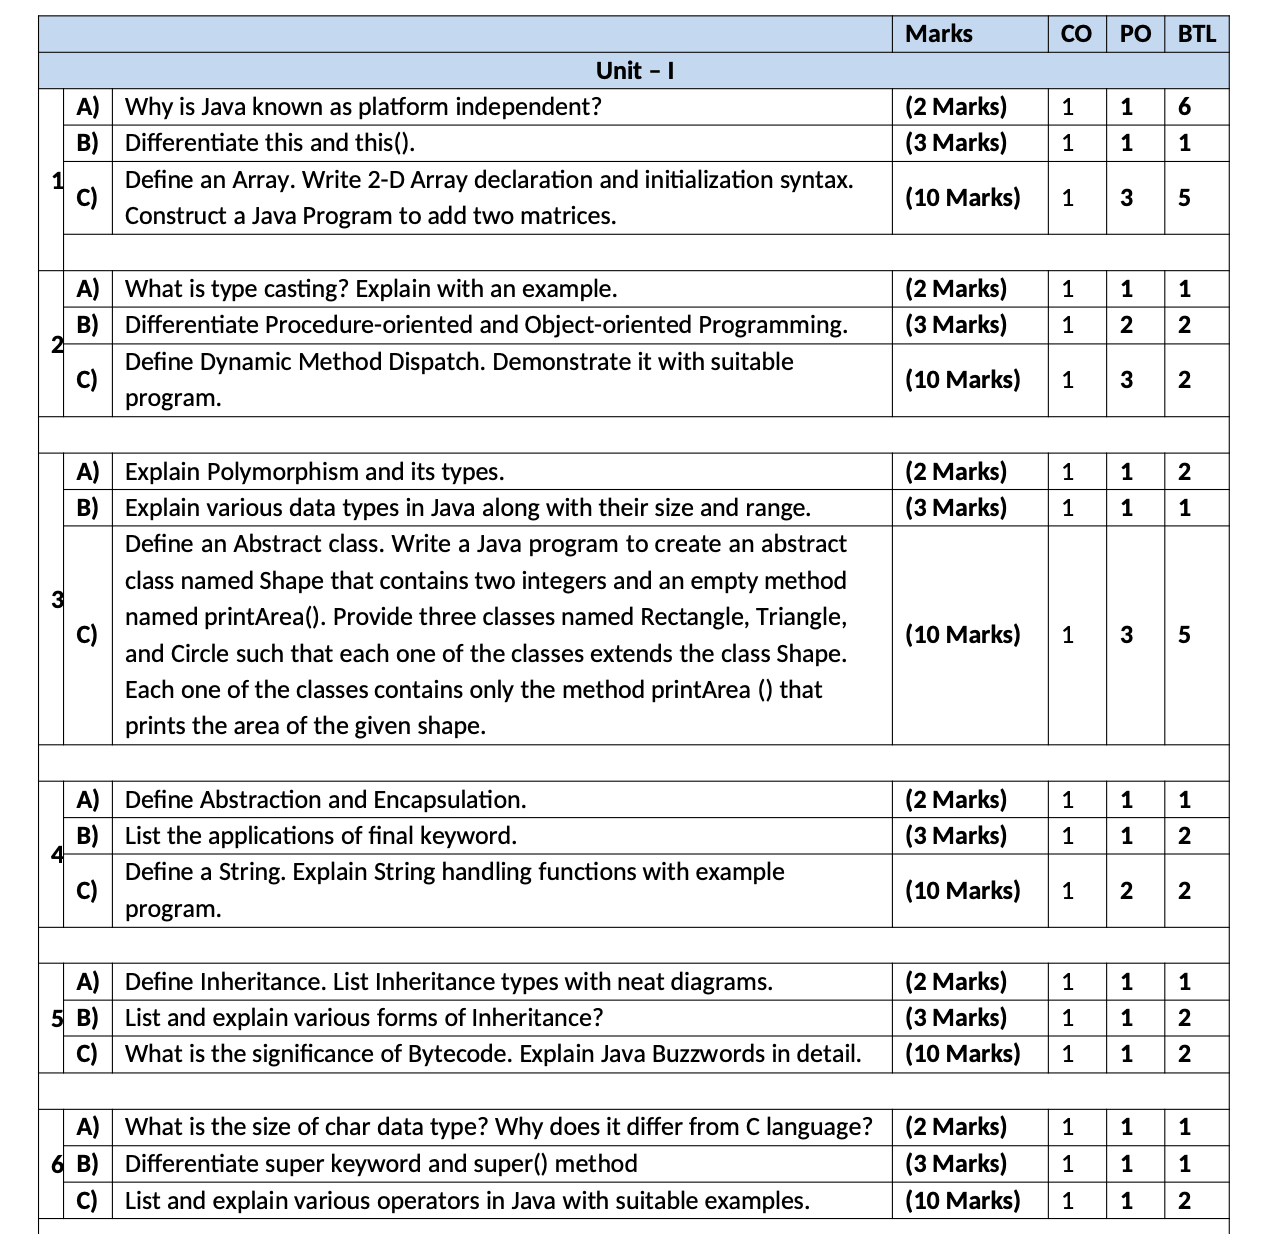 Marks CO PO BTL
Unit – I
1
A) Why is Java known as platform independent? (2 Marks) 1 1 6
B) Differentiate this and this(). (3 Marks) 1 1 1
C) Define an Array. Write 2-D Array declaration and initialization syntax.
Construct a Java Program to add two matrices. (10 Marks) 1 3 5
2
A) What is type casting? Explain with an example. (2 Marks) 1 1 1
B) Differentiate Procedure-oriented and Object-oriented Programming. (3 Marks) 1 2 2
C) Define Dynamic Method Dispatch. Demonstrate it with suitable
program. (10 Marks) 1 3 2
3
A) Explain Polymorphism and its types. (2 Marks) 1 1 2
B) Explain various data types in Java along with their size and range. (3 Marks) 1 1 1
C) Define an Abstract class. Write a Java program to create an abstract
class named Shape that contains two integers and an empty method
named printArea(). Provide three classes named Rectangle, Triangle,
and Circle such that each one of the classes extends the class Shape.
Each one of the classes contains only the method printArea () that
prints the area of the given shape. (10 Marks) 1 3 5
4
A) Define Abstraction and Encapsulation. (2 Marks) 1 1 1
B) List the applications of final keyword. (3 Marks) 1 1 2
C) Define a String. Explain String handling functions with example
program. (10 Marks) 1 2 2
5
A) Define Inheritance. List Inheritance types with neat diagrams. (2 Marks) 1 1 1
B) List and explain various forms of Inheritance? (3 Marks) 1 1 2
C) What is the significance of Bytecode. Explain Java Buzzwords in detail. (10 Marks) 1 1 2
6
A) What is the size of char data type? Why does it differ from C language? (2 Marks) 1 1 1
B) Differentiate super keyword and super() method (3 Marks) 1 1 1
C) List and explain various operators in Java with suitable examples. (10 Marks) 1 1 2